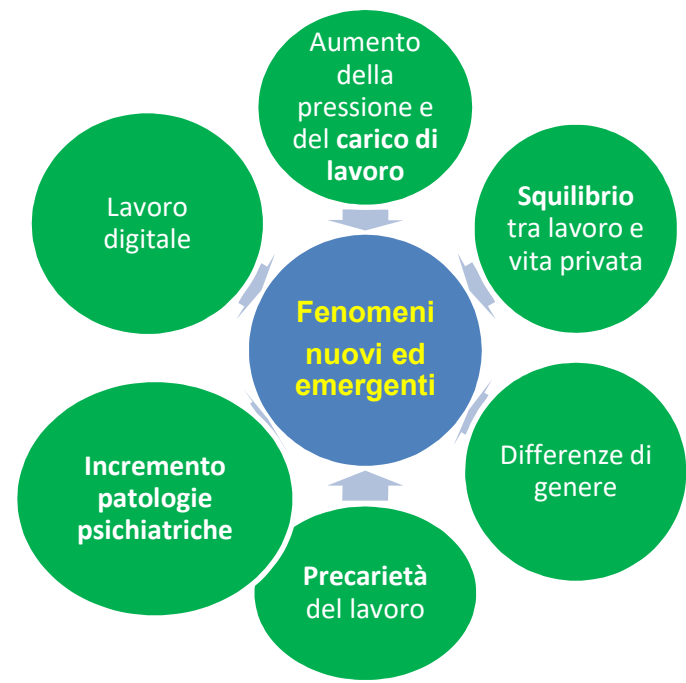 Aumento
della
pressione e
del carico di
lavoro
Squilibrio
tra lavoro e
vita privata
Differenze di
genere
Precarietà
del lavoro
Incremento
patologie
psichiatriche
Lavoro
digitale
Fenomeni
nuovi ed
emergenti